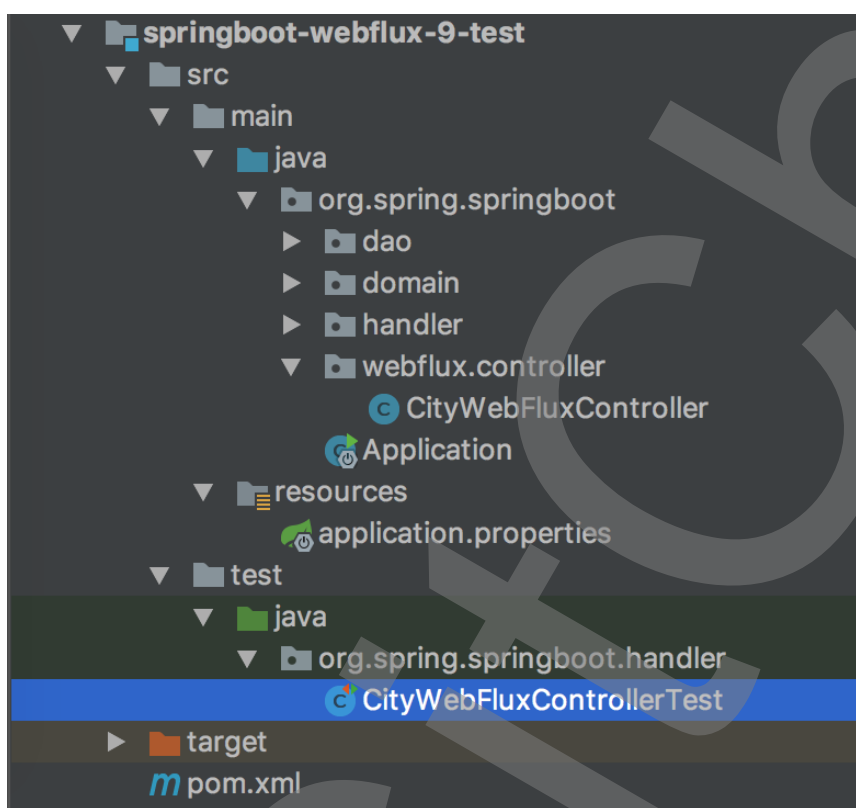 springboot-webflux-9-test
src
main
java
org.spring.springboot
dao
domain
handler
webflux.controller
CityWebFluxController
Application
resources
application.properties
test
java
org.spring.springboot.handler
CityWebFluxControllerTest
target
pom.xml